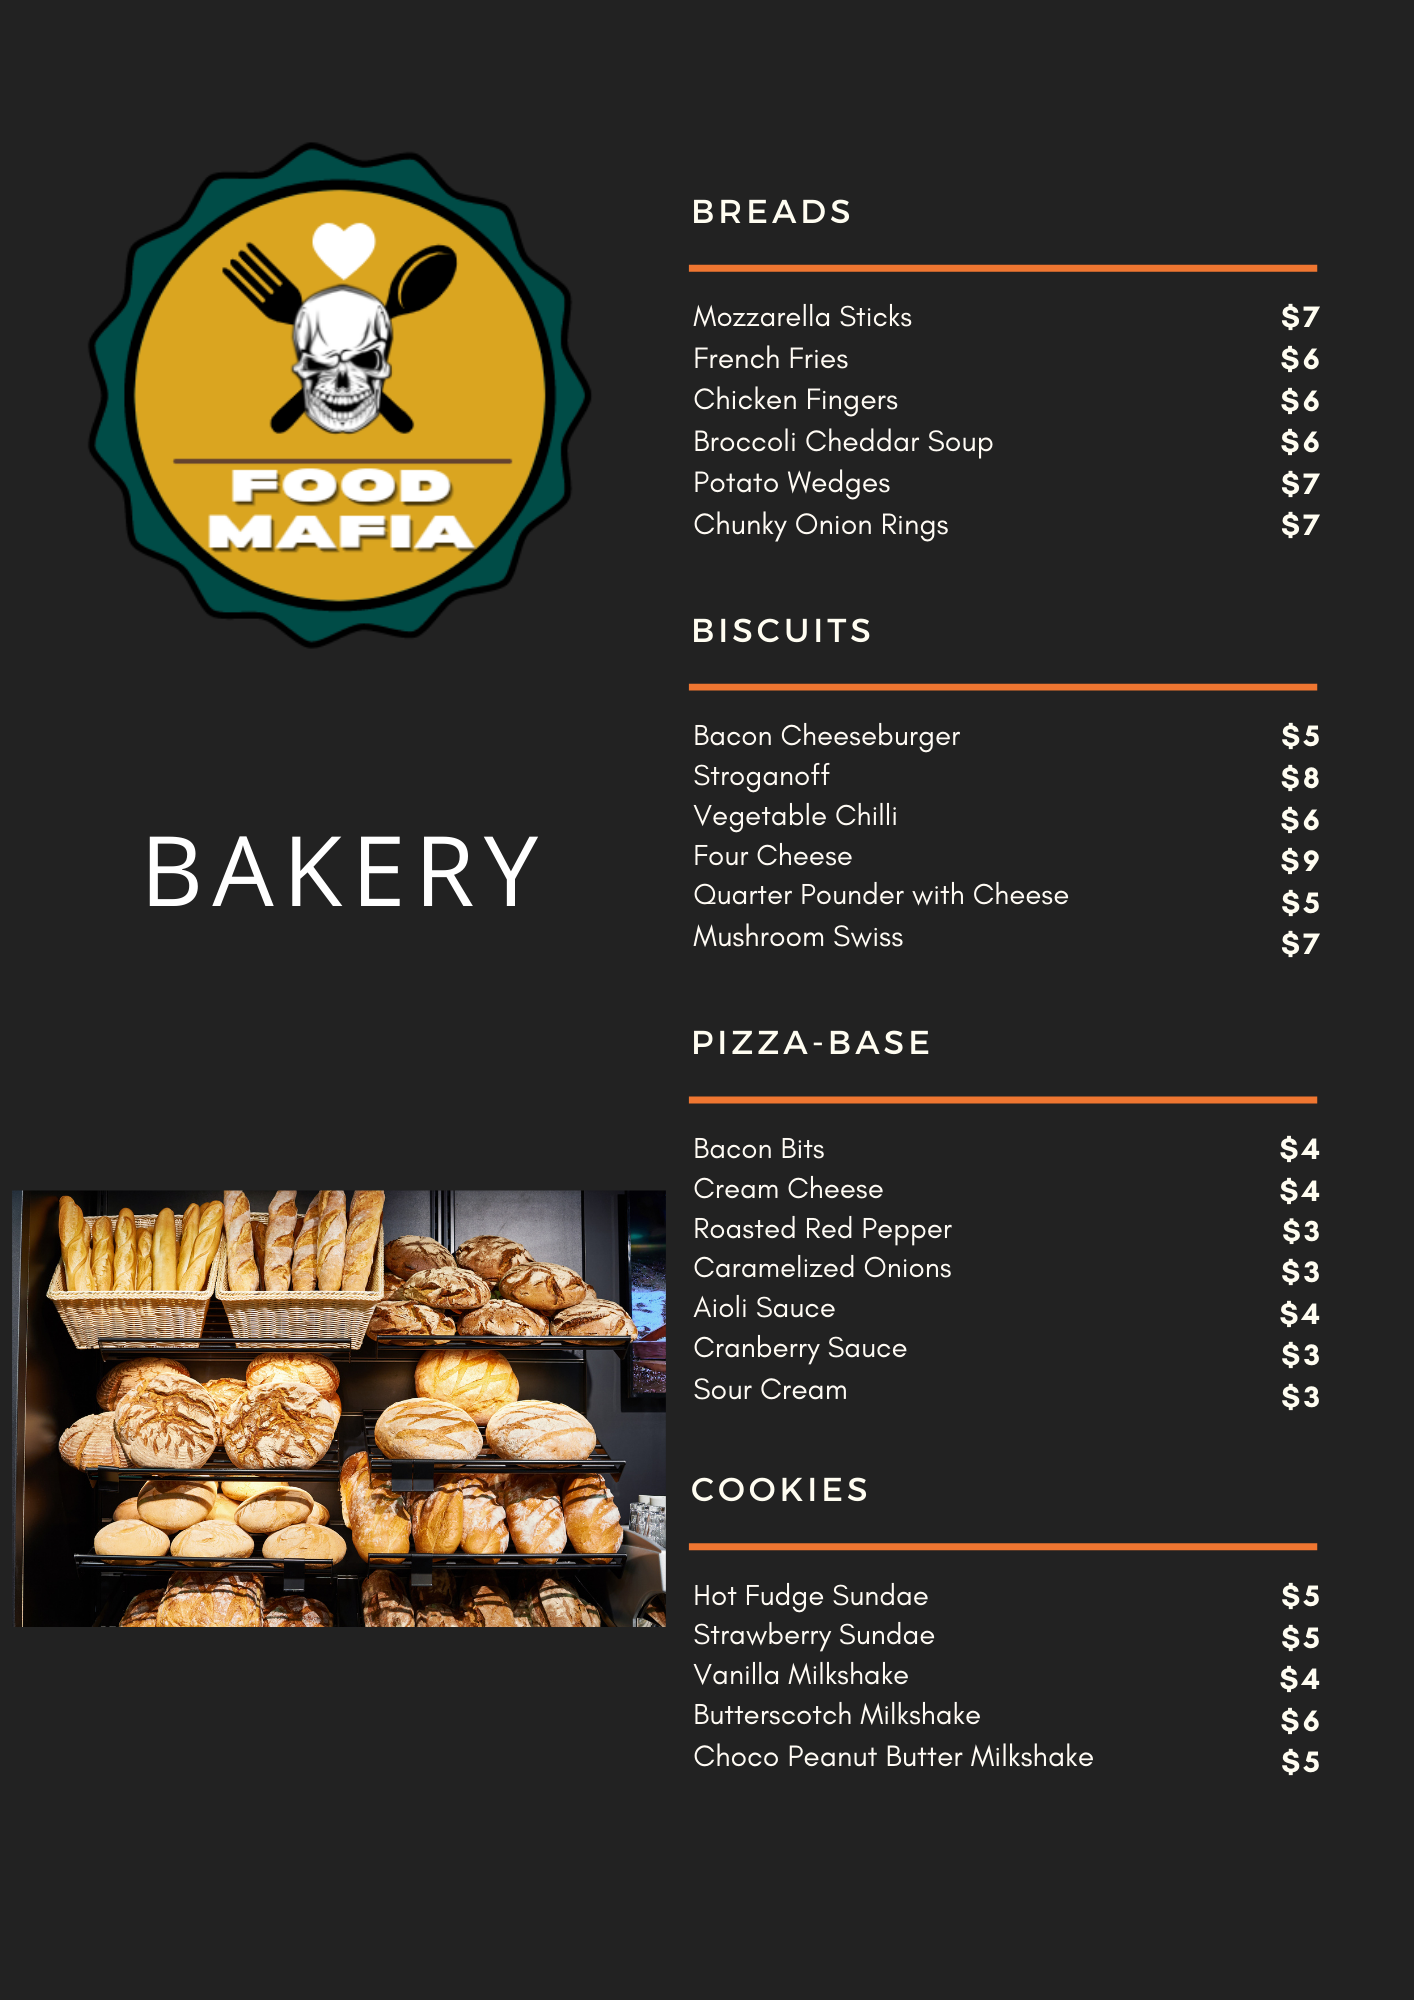 FOOD
MAFIA
BAKERY
BREADS
Mozzarella Sticks $7
French Fries $6
Chicken Fingers $6
Broccoli Cheddar Soup $6
Potato Wedges $7
Chunky Onion Rings $7
BISCUITS
Bacon Cheeseburger $5
Stroganoff $8
Vegetable Chilli $6
Four Cheese $9
Quarter Pounder with Cheese $5
Mushroom Swiss $7
PIZZA-BASE
Bacon Bits $4
Cream Cheese $4
Roasted Red Pepper $3
Caramelized Onions $3
Aioli Sauce $4
Cranberry Sauce $3
Sour Cream $3
COOKIES
Hot Fudge Sundae $5
Strawberry Sundae $5
Vanilla Milkshake $4
Butterscotch Milkshake $6
Choco Peanut Butter Milkshake $5